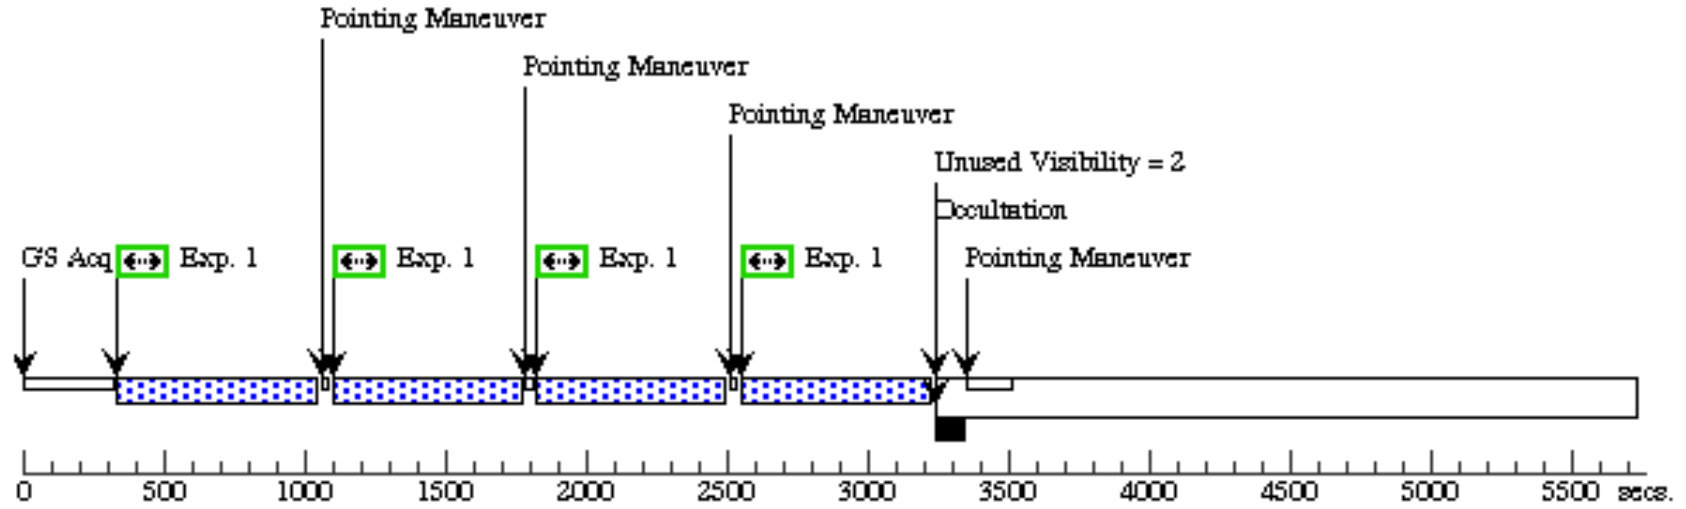 Pointing Maneuver
Pointing Maneuver
Pointing Maneuver
Unused Visibility = 2
Occultation
GS Acq Exp. 1 Exp. 1 Exp. 1 Exp. 1 Pointing Maneuver
0 500 1000 1500 2000 2500 3000 3500 4000 4500 5000 5500 secs.